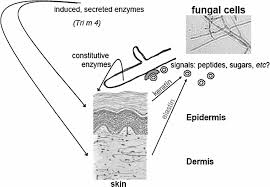 induced, secreted enzymes
(Tri m 4)
fungal cells
constitutive
enzymes
signals: peptides, sugars, etc?
keratin
elastin
Epidermis
Dermis
skin